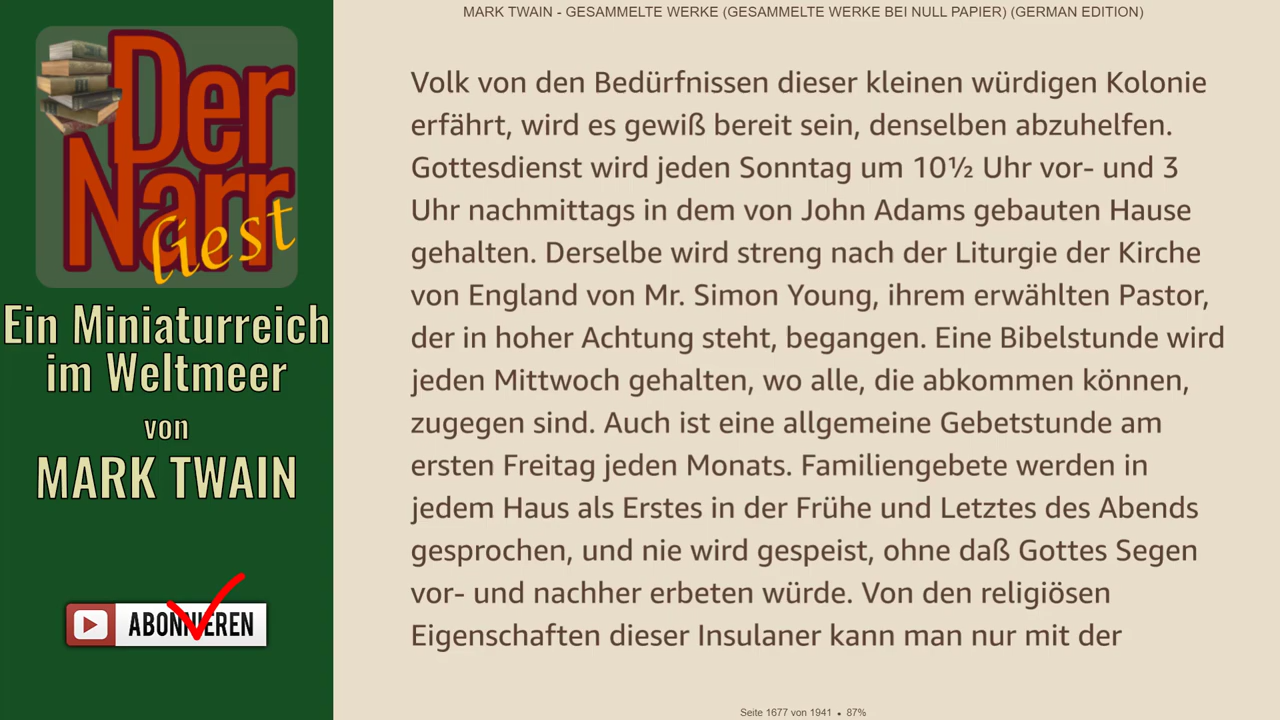 Der
Narr
liest
Ein Miniaturreich
im Weltmeer
von
MARK TWAIN
ABONNIEREN
MARK TWAIN - GESAMMELTE WERKE (GESAMMELTE WERKE BEI NULL PAPIER) (GERMAN EDITION)
Volk von den Bedürfnissen dieser kleinen würdigen Kolonie
erfährt, wird es gewiß bereit sein, denselben abzuhelfen.
Gottesdienst wird jeden Sonntag um 10½ Uhr vor- und 3
Uhr nachmittags in dem von John Adams gebauten Hause
gehalten. Derselbe wird streng nach der Liturgie der Kirche
von England von Mr. Simon Young, ihrem erwählten Pastor,
der in hoher Achtung steht, begangen. Eine Bibelstunde wird
jeden Mittwoch gehalten, wo alle, die abkommen können,
zugegen sind. Auch ist eine allgemeine Gebetstunde am
ersten Freitag jeden Monats. Familiengebete werden in
jedem Haus als Erstes in der Frühe und Letztes des Abends
gesprochen, und nie wird gespeist, ohne daß Gottes Segen
vor- und nachher erbeten würde. Von den religiösen
Eigenschaften dieser Insulaner kann man nur mit der
Seite 1677 von 1941 • 87%